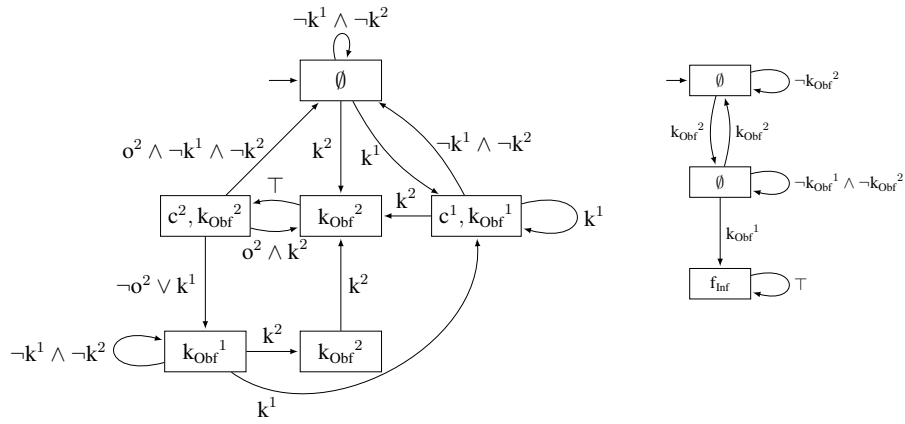 ¬k¹ ∧ ¬k²
∅
o² ∧ ¬k¹ ∧ ¬k²
k²
k¹
¬k¹ ∧ ¬k²
⊤
c², k_Obf²
k_Obf²
k²
c¹, k_Obf¹
k¹
o² ∧ k²
¬o² ∨ k¹
k²
¬k¹ ∧ ¬k²
k_Obf¹
k²
k_Obf²
k¹
∅
¬k_Obf²
k_Obf²
k_Obf²
∅
¬k_Obf¹ ∧ ¬k_Obf²
k_Obf¹
f_Inf
⊤